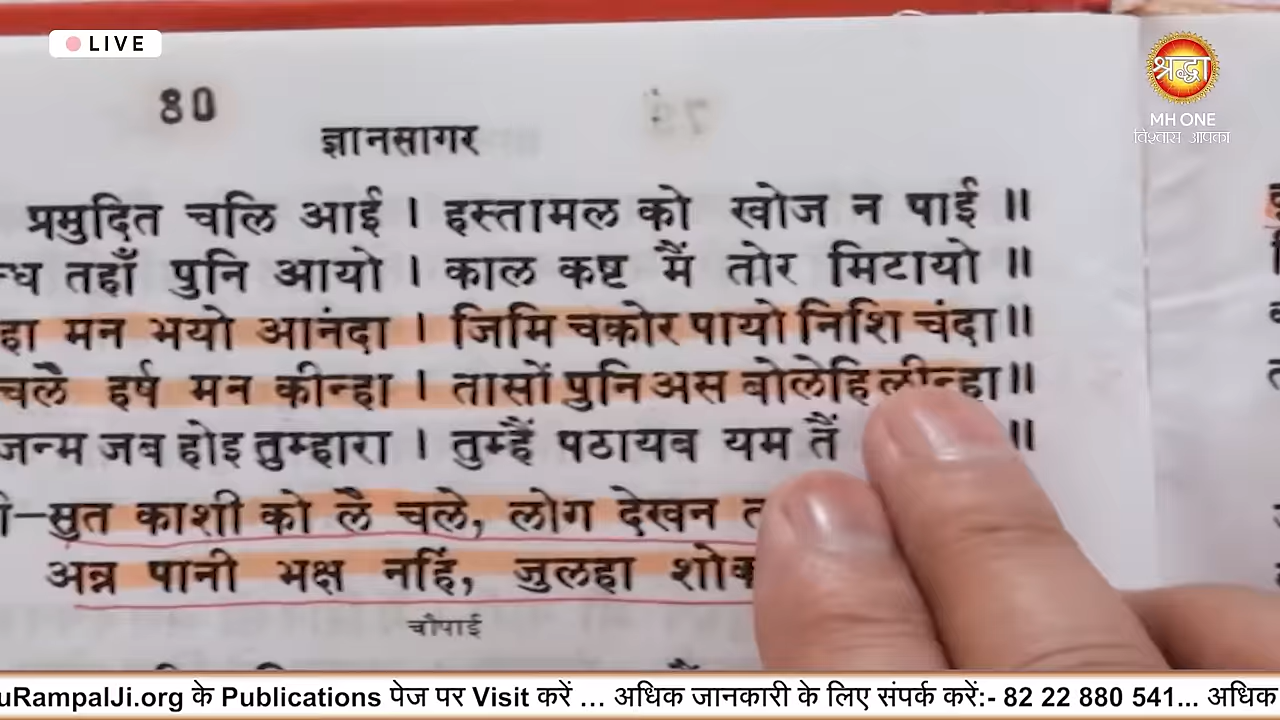 LIVE
श्रद्धा
MH ONE
विश्वास आपका
80
ज्ञानसागर
प्रमुदित चलि आई । हस्तामल को खोज न पाई ॥
तहाँ पुनि आयो । काल कष्ट मैं तोर मिटायो ॥
मन भयो आनंदा । जिमि चकोर पायो निशि चंदा॥
चलै हर्ष मन कीन्हा । तासों पुनि अस बोलेहि लीन्हा॥
जन्म जब होइ तुम्हारा । तुम्हैं पठायब यम तैं ॥
सुत काशी को लै चले, लोग देखन
अन्न पानी भक्ष नहिं, जुलहा
चौपाई
uRampalJi.org के Publications पेज पर Visit करें ... अधिक जानकारी के लिए संपर्क करें:- 82 22 880 541... अधिक